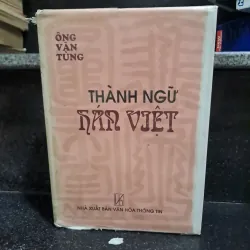 ÔNG
VĂN
TÙNG
THÀNH NGỮ
HÁN VIỆT
NHÀ XUẤT BẢN VĂN HÓA THÔNG TIN